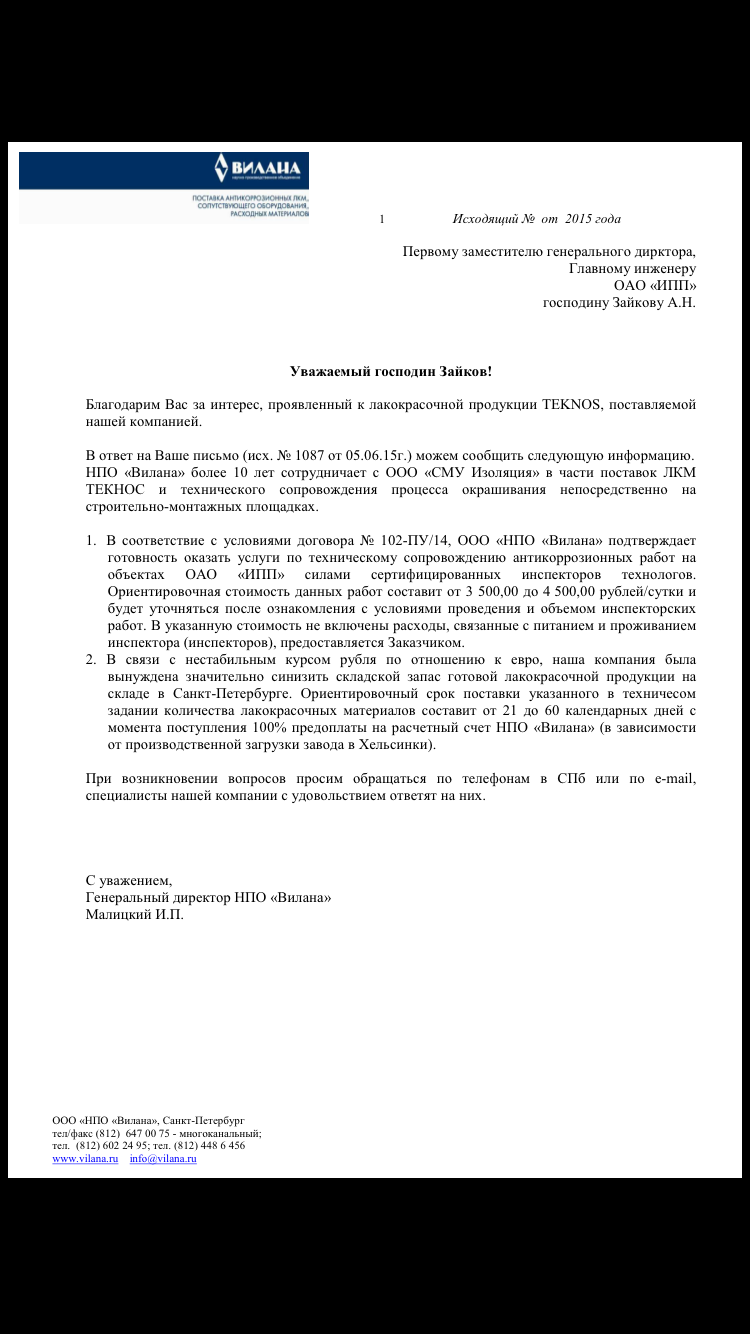 ВИЛАНА
ПОСТАВКА АНТИКОРРОЗИОННЫХ ЛКМ,
СОПУТСТВУЮЩЕГО ОБОРУДОВАНИЯ,
РАСХОДНЫХ МАТЕРИАЛОВ
1 Исходящий № от 2015 года
Первому заместителю генерального дирктора,
Главному инженеру
ОАО «ИПП»
господину Зайкову А.Н.
Уважаемый господин Зайков!
Благодарим Вас за интерес, проявленный к лакокрасочной продукции TEKNOS, поставляемой
нашей компанией.
В ответ на Ваше письмо (исх. № 1087 от 05.06.15г.) можем сообщить следующую информацию.
НПО «Вилана» более 10 лет сотрудничает с ООО «СМУ Изоляция» в части поставок ЛКМ
ТЕКНОС и технического сопровождения процесса окрашивания непосредственно на
строительно-монтажных площадках.
1. В соответствие с условиями договора № 102-ПУ/14, ООО «НПО «Вилана» подтверждает
готовность оказать услуги по техническому сопровождению антикоррозионных работ на
объектах ОАО «ИПП» силами сертифицированных инспекторов технологов.
Ориентировочная стоимость данных работ составит от 3 500,00 до 4 500,00 рублей/сутки и
будет уточняться после ознакомления с условиями проведения и объемом инспекторских
работ. В указанную стоимость не включены расходы, связанные с питанием и проживанием
инспектора (инспекторов), предоставляется Заказчиком.
2. В связи с нестабильным курсом рубля по отношению к евро, наша компания была
вынуждена значительно синизить складской запас готовой лакокрасочной продукции на
складе в Санкт-Петербурге. Ориентировочный срок поставки указанного в техничесом
задании количества лакокрасочных материалов составит от 21 до 60 календарных дней с
момента поступления 100% предоплаты на расчетный счет НПО «Вилана» (в зависимости
от производственной загрузки завода в Хельсинки).
При возникновении вопросов просим обращаться по телефонам в СПб или по e-mail,
специалисты нашей компании с удовольствием ответят на них.
С уважением,
Генеральный директор НПО «Вилана»
Малицкий И.П.
ООО «НПО «Вилана», Санкт-Петербург
тел/факс (812) 647 00 75 - многоканальный;
тел. (812) 602 24 95; тел. (812) 448 6 456
www.vilana.ru info@vilana.ru